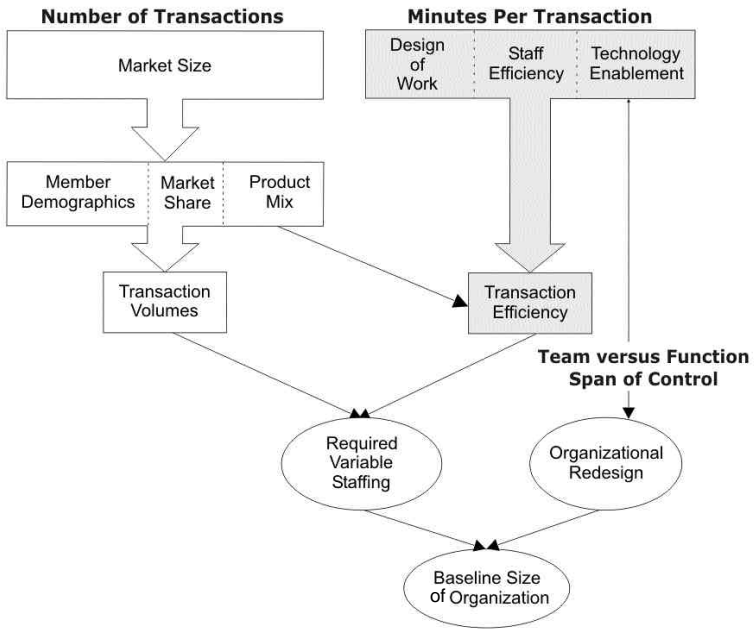 Number of Transactions
Minutes Per Transaction
Market Size
Design
of
Work
Staff
Efficiency
Technology
Enablement
Member
Demographics
Market
Share
Product
Mix
Transaction
Volumes
Transaction
Efficiency
Team versus Function
Span of Control
Required
Variable
Staffing
Organizational
Redesign
Baseline Size
of Organization